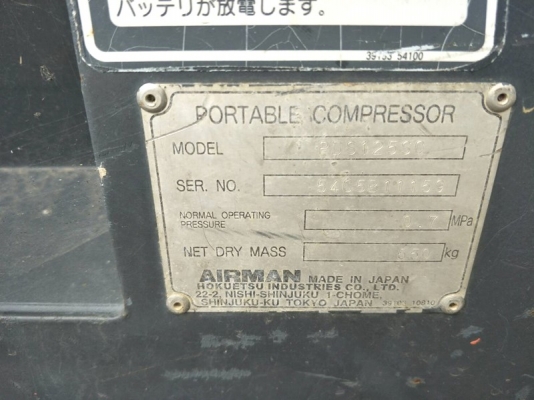 バッテリが放電します。
39155 54100
PORTABLE COMPRESSOR
MODEL
SER. NO.
NORMAL OPERATING
PRESSURE
MPa
NET DRY MASS
kg
AIRMAN MADE IN JAPAN
HOKUETSU INDUSTRIES CO., LTD.
22-2, NISHI-SHINJUKU 1-CHOME,
SHINJUKU-KU TOKYO JAPAN